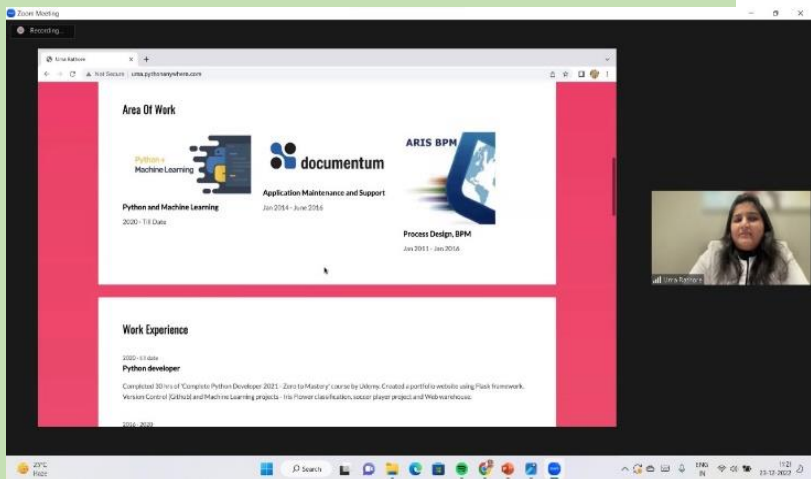 Zoom Meeting
Recording...
Uma Rathore
Not Secure | uma.pythonanywhere.com
Area Of Work
Python &
Machine Learning
documentum
ARIS BPM
Python and Machine Learning
2020 - Till Date
Application Maintenance and Support
Jan 2014 - June 2016
Process Design, BPM
Jan 2011 - Jan 2016
Uma Rathore
Work Experience
2020 - till date
Python developer
Completed 30 hrs of 'Complete Python Developer 2021 - Zero to Mastery' course by Udemy. Created a portfolio website using Flask framework.
Version Control (Github) and Machine Learning projects - Iris Flower classification, soccer player project and Web warehouse.
2016 - 2020
23°C
Haze
Search
ENG
IN
11:21
23-12-2022